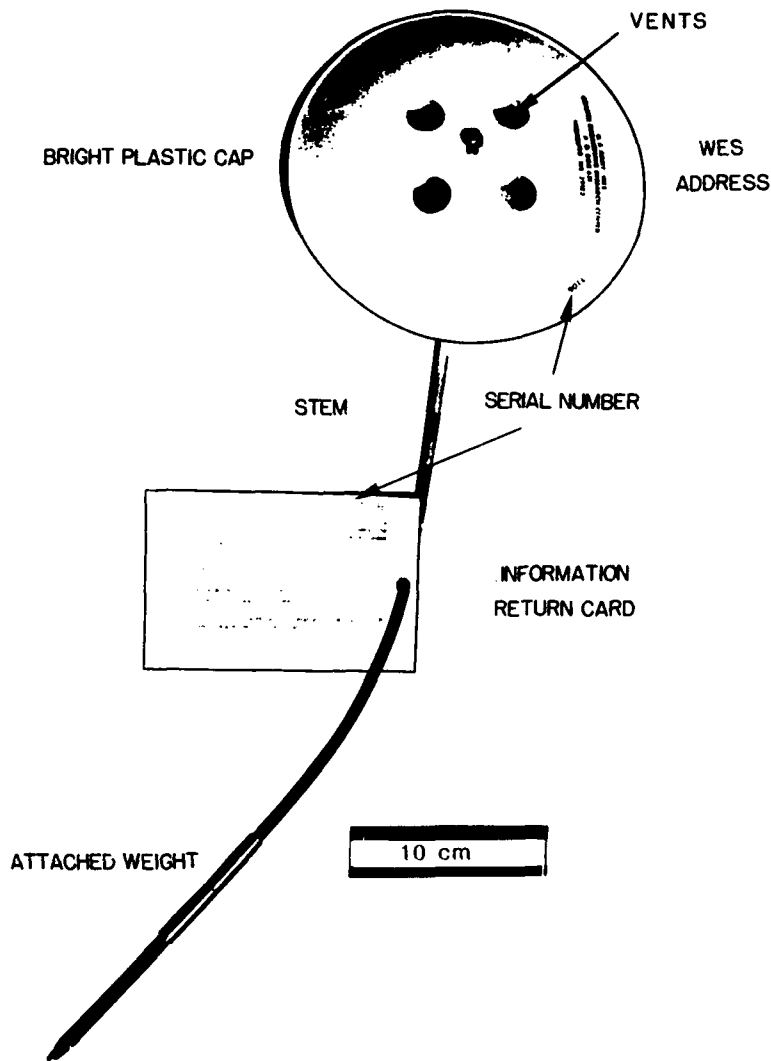 VENTS
BRIGHT PLASTIC CAP
WES
ADDRESS
STEM
SERIAL NUMBER
INFORMATION
RETURN CARD
ATTACHED WEIGHT
10 cm